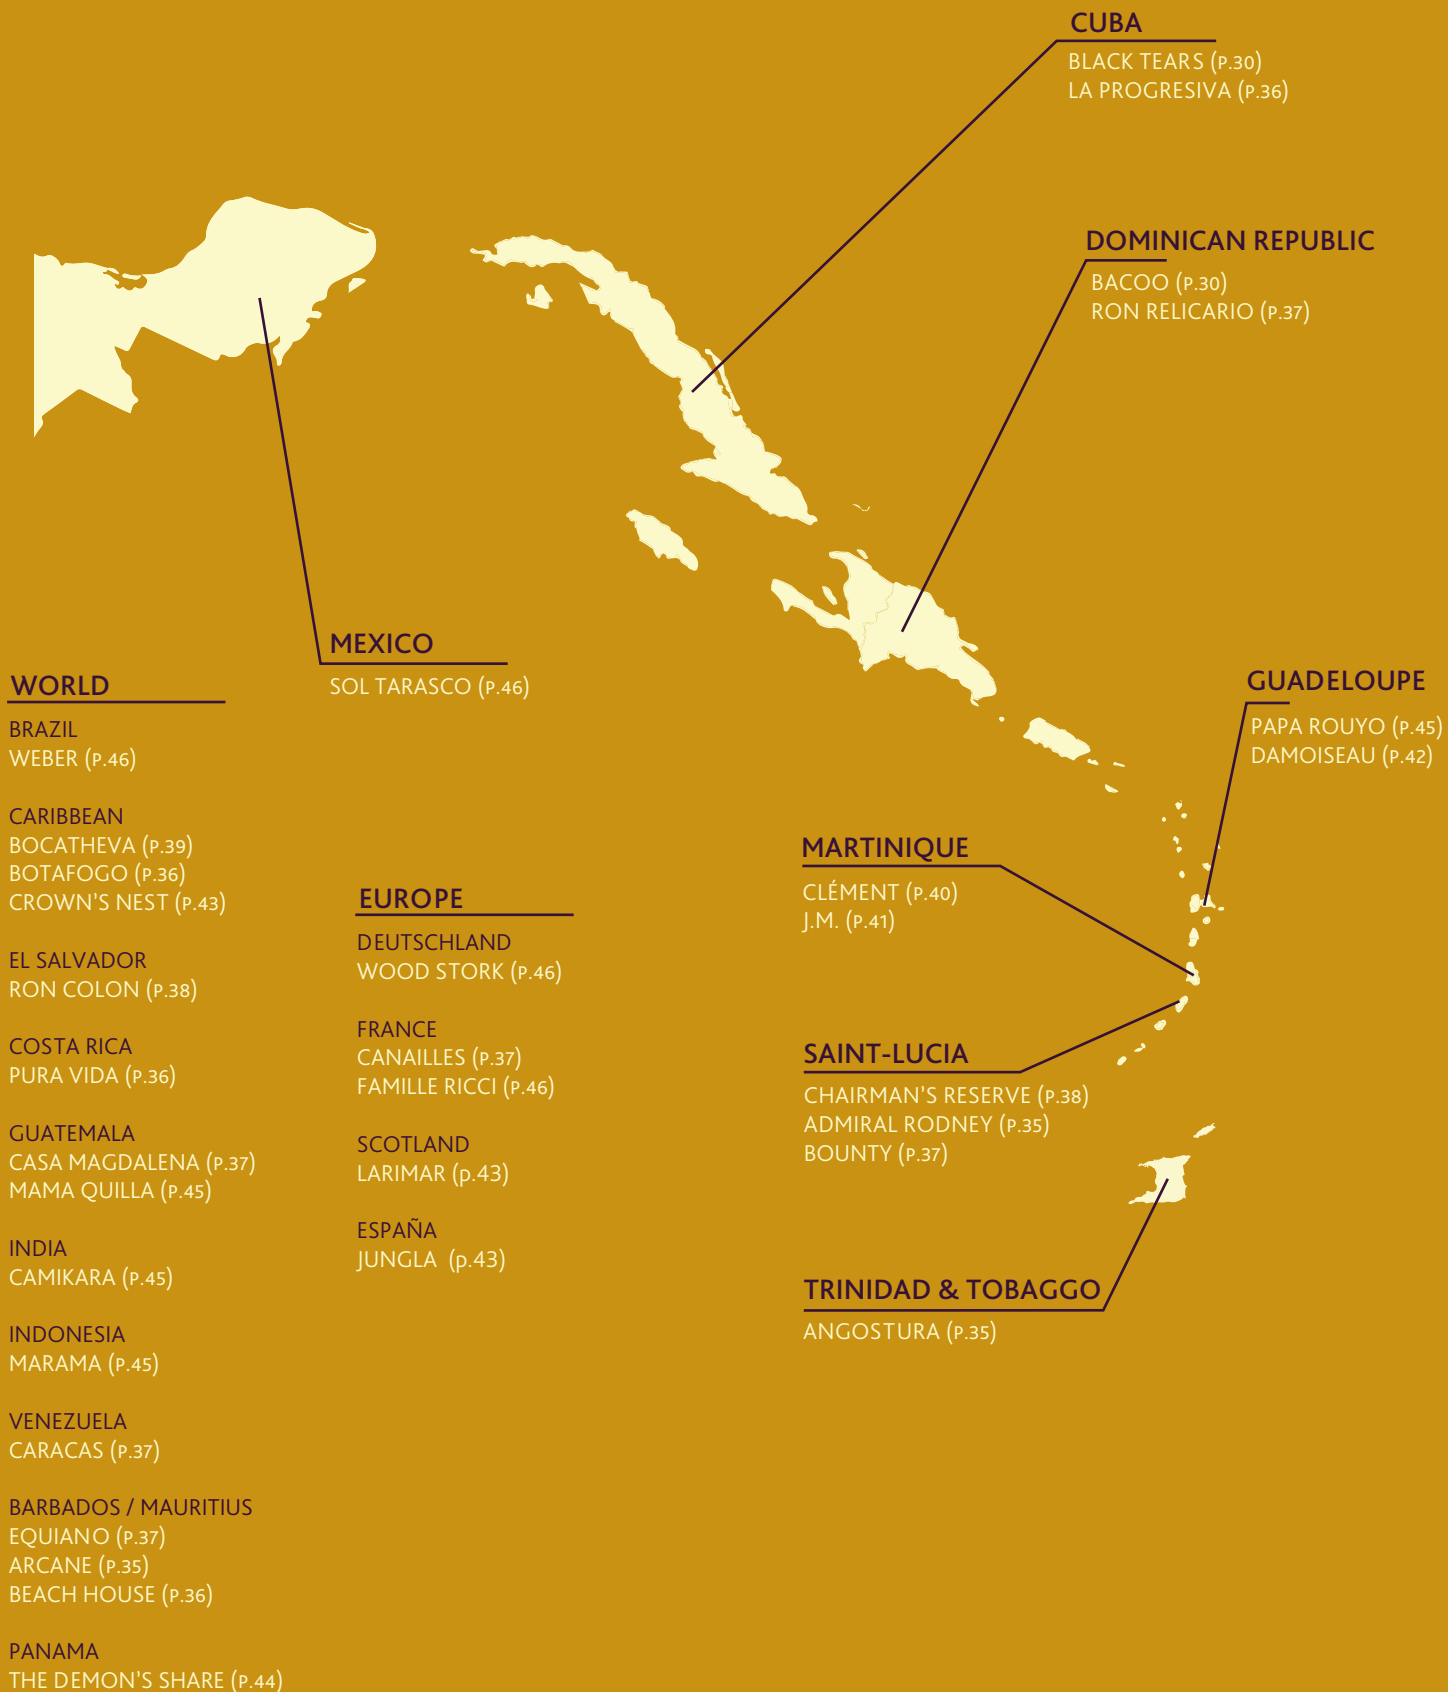 CUBA
BLACK TEARS (P.30)
LA PROGRESIVA (P.36)
DOMINICAN REPUBLIC
BACOO (P.30)
RON RELICARIO (P.37)
MEXICO
SOL TARASCO (P.46)
GUADELOUPE
PAPA ROUYO (P.45)
DAMOISEAU (P.42)
MARTINIQUE
CLÉMENT (P.40)
J.M. (P.41)
SAINT-LUCIA
CHAIRMAN'S RESERVE (P.38)
ADMIRAL RODNEY (P.35)
BOUNTY (P.37)
TRINIDAD & TOBAGGO
ANGOSTURA (P.35)
WORLD
BRAZIL
WEBER (P.46)
CARIBBEAN
BOCATHEVA (P.39)
BOTAFOGO (P.36)
CROWN'S NEST (P.43)
EL SALVADOR
RON COLON (P.38)
COSTA RICA
PURA VIDA (P.36)
GUATEMALA
CASA MAGDALENA (P.37)
MAMA QUILLA (P.45)
INDIA
CAMIKARA (P.45)
INDONESIA
MARAMA (P.45)
VENEZUELA
CARACAS (P.37)
BARBADOS / MAURITIUS
EQUIANO (P.37)
ARCANE (P.35)
BEACH HOUSE (P.36)
PANAMA
THE DEMON'S SHARE (P.44)
EUROPE
DEUTSCHLAND
WOOD STORK (P.46)
FRANCE
CANAILLES (P.37)
FAMILLE RICCI (P.46)
SCOTLAND
LARIMAR (p.43)
ESPAÑA
JUNGLA (p.43)